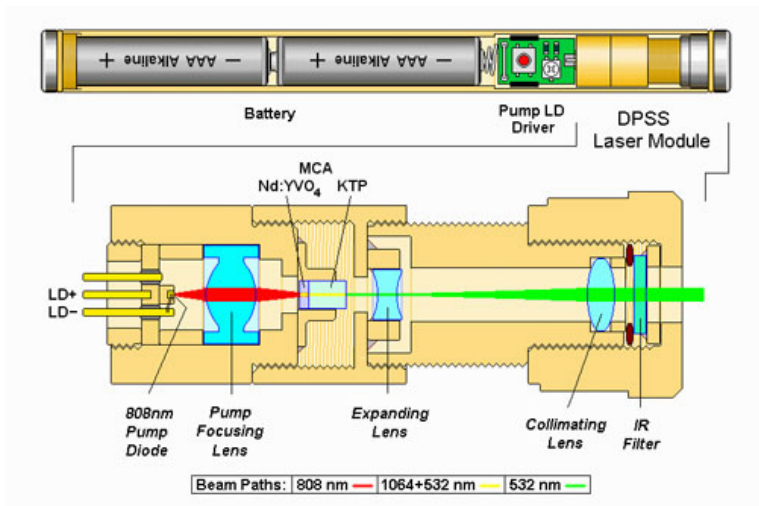 + AAA Alkaline −
+ AAA Alkaline −
Battery
Pump LD
Driver
DPSS
Laser Module
MCA
Nd:YVO4 KTP
LD+
LD−
808nm
Pump
Diode
Pump
Focusing
Lens
Expanding
Lens
Collimating
Lens
IR
Filter
Beam Paths: 808 nm 1064+532 nm 532 nm